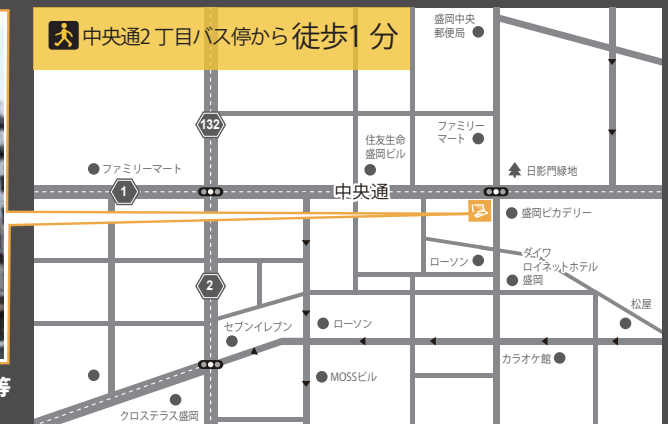 中央通2丁目バス停から 徒歩1 分
盛岡中央
郵便局
132
住友生命
盛岡ビル
ファミリー
マート
ファミリーマート
日影門緑地
1
中央通
盛岡ピカデリー
ローソン
ダイワ
ロイネットホテル
盛岡
2
セブンイレブン
ローソン
松屋
カラオケ館
MOSSビル
等
クロステラス盛岡